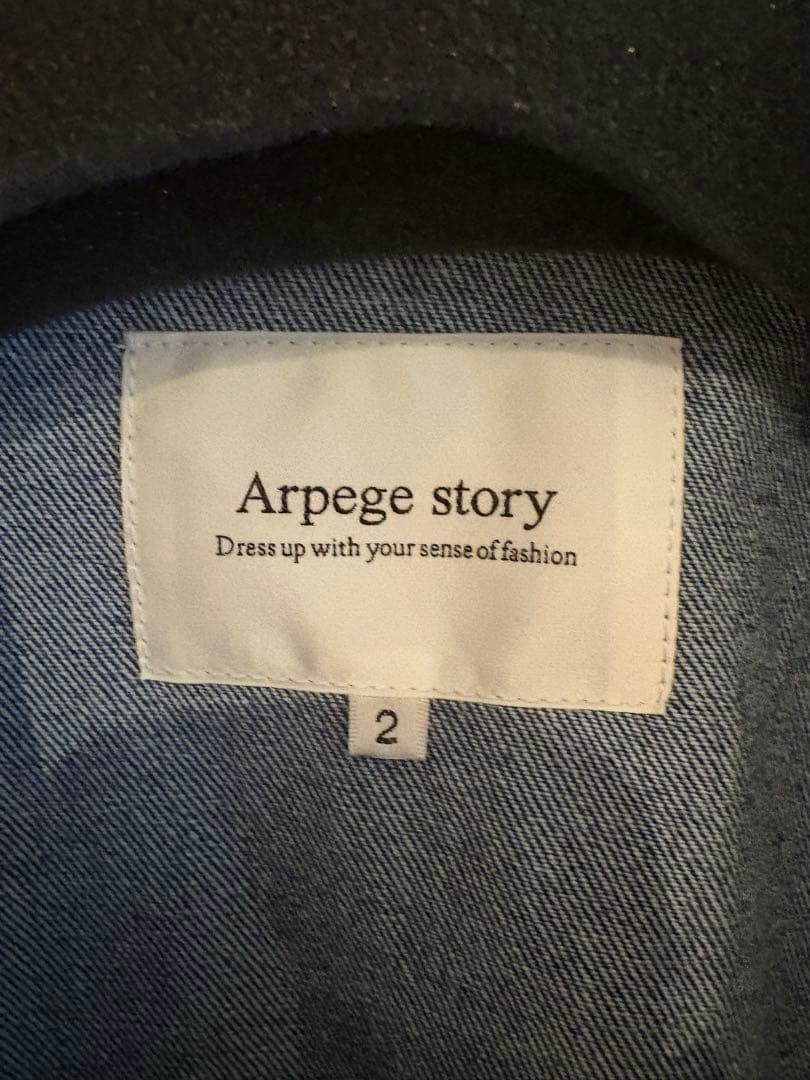 Arpege story
Dress up with your sense of fashion
2